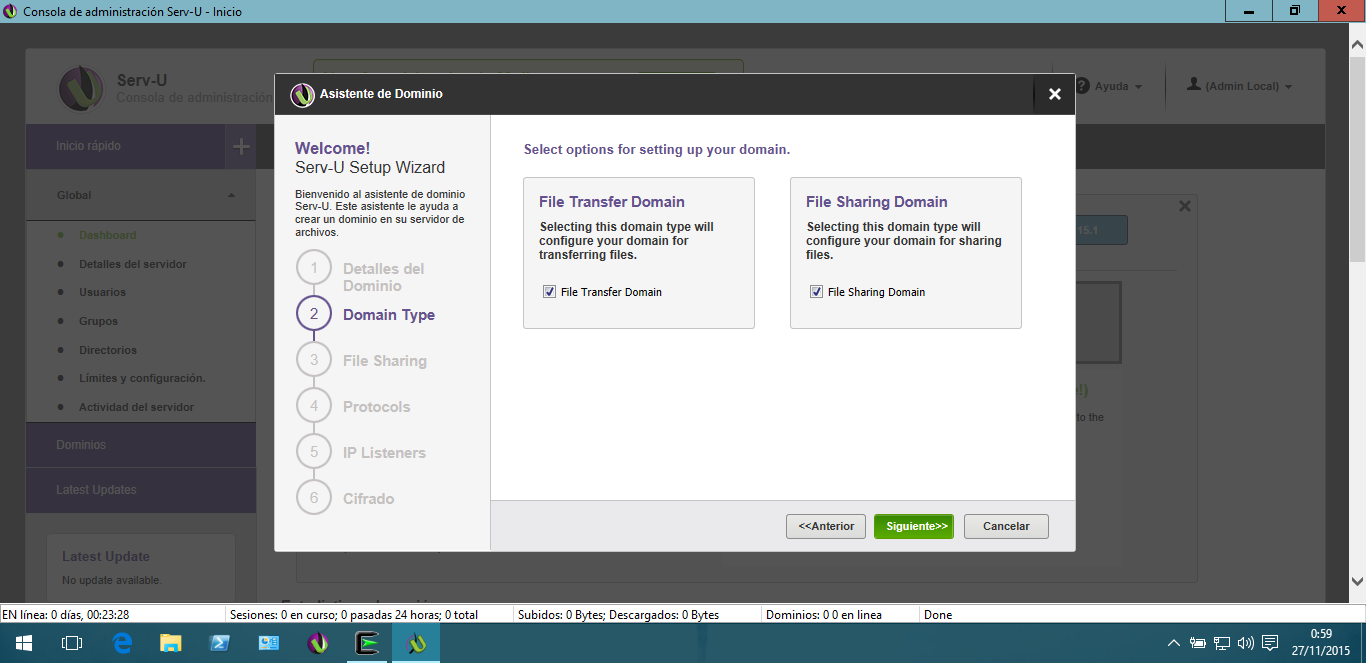 Consola de administración Serv-U - Inicio
Serv-U
Consola de administración
Ayuda
(Admin Local)
Inicio rápido
+
Global
Dashboard
Detalles del servidor
Usuarios
Grupos
Directorios
Límites y configuración.
Actividad del servidor
Dominios
Latest Updates
Latest Update
No update available.
15.1
to the
Asistente de Dominio
Welcome!
Serv-U Setup Wizard
Bienvenido al asistente de dominio
Serv-U. Este asistente le ayuda a
crear un dominio en su servidor de
archivos.
1 Detalles del
Dominio
2 Domain Type
3 File Sharing
4 Protocols
5 IP Listeners
6 Cifrado
Select options for setting up your domain.
File Transfer Domain
Selecting this domain type will
configure your domain for
transferring files.
File Transfer Domain
File Sharing Domain
Selecting this domain type will
configure your domain for sharing
files.
File Sharing Domain
<<Anterior
Siguiente>>
Cancelar
EN línea: 0 días, 00:23:28
Sesiones: 0 en curso; 0 pasadas 24 horas; 0 total
Subidos: 0 Bytes; Descargados: 0 Bytes
Dominios: 0 0 en linea
Done
0:59
27/11/2015